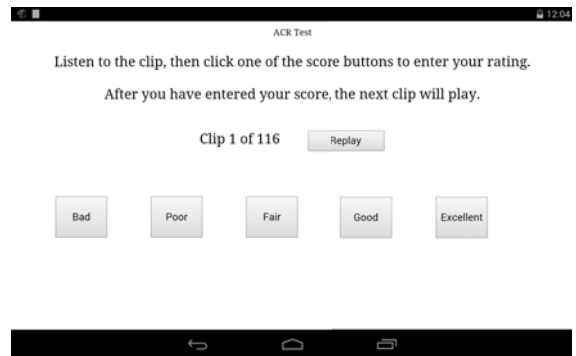 12:04
ACR Test
Listen to the clip, then click one of the score buttons to enter your rating.
After you have entered your score, the next clip will play.
Clip 1 of 116 Replay
Bad Poor Fair Good Excellent